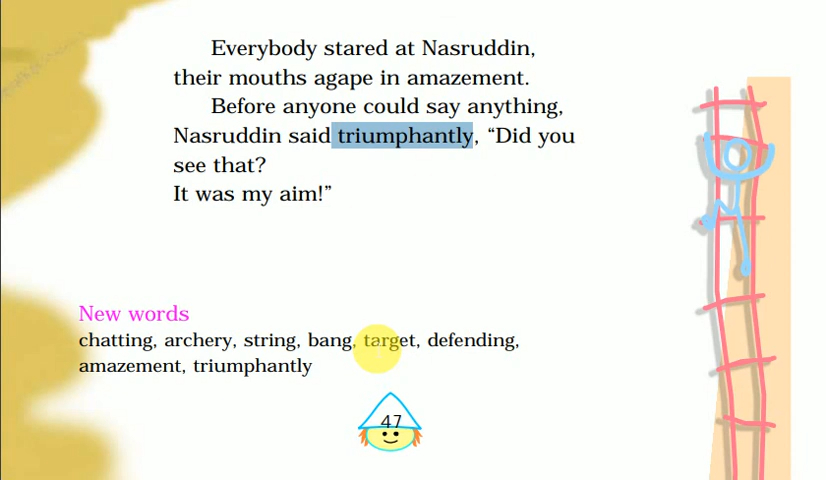 Everybody stared at Nasruddin,
their mouths agape in amazement.
Before anyone could say anything,
Nasruddin said triumphantly, “Did you
see that?
It was my aim!”
New words
chatting, archery, string, bang, target, defending,
amazement, triumphantly
47